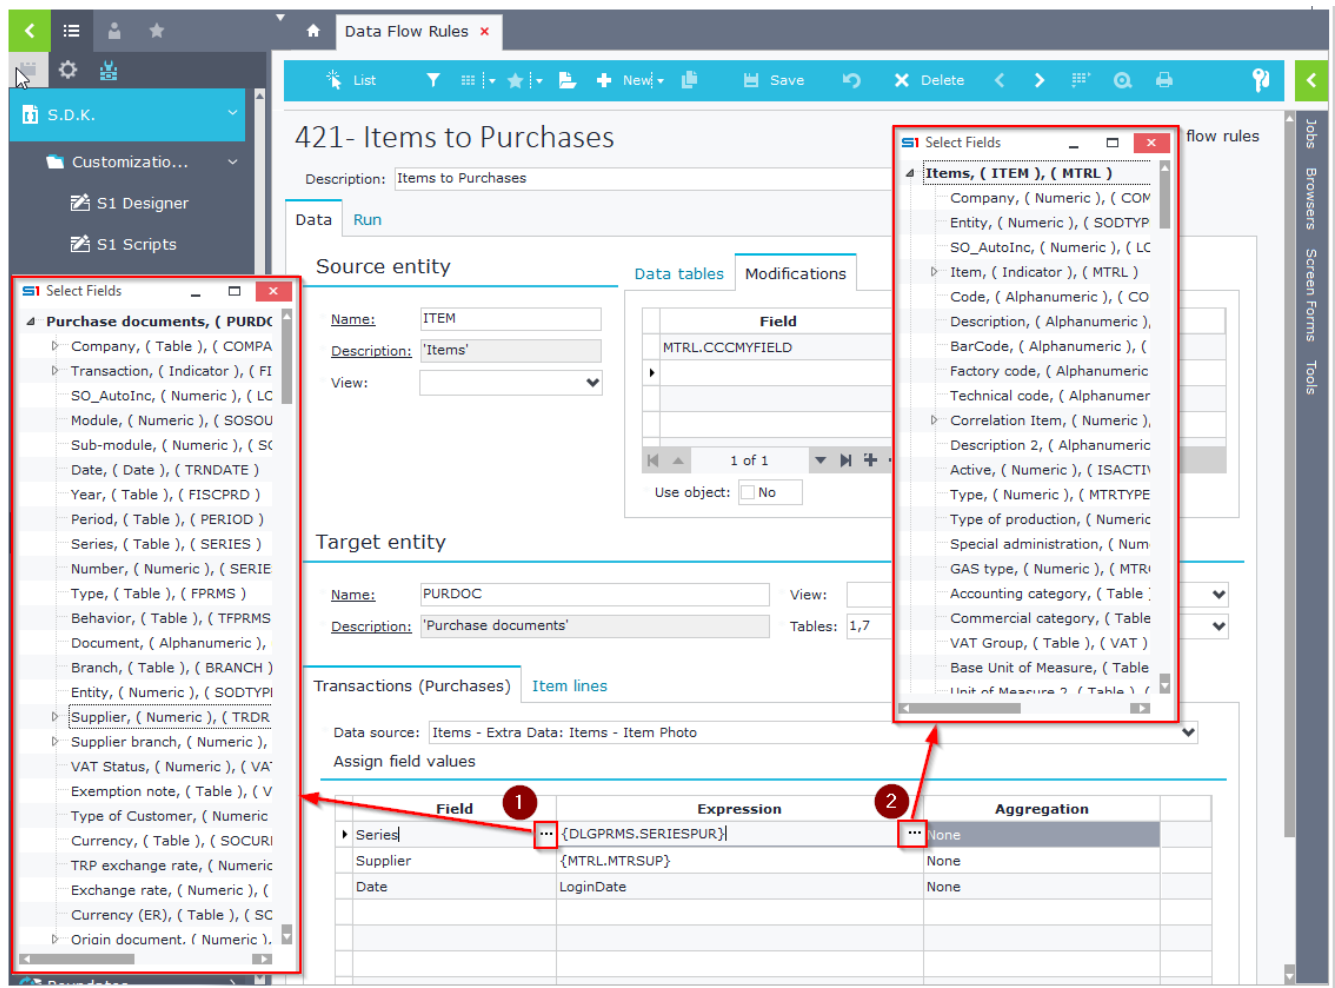 Data Flow Rules ×
List
New
Save
Delete
S.D.K.
Customizatio...
S1 Designer
S1 Scripts
421- Items to Purchases
flow rules
Description: Items to Purchases
Data Run
Source entity
Name: ITEM
Description: 'Items'
View:
Data tables Modifications
Field
MTRL.CCCMYFIELD
1 of 1
Use object: No
Target entity
Name: PURDOC
View:
Description: 'Purchase documents'
Tables: 1,7
Transactions (Purchases) Item lines
Data source: Items - Extra Data: Items - Item Photo
Assign field values
1
2
Field Expression Aggregation
Series ... {DLGPRMS.SERIESPUR} ... None
Supplier {MTRL.MTRSUP} None
Date LoginDate None
S1 Select Fields
Purchase documents, ( PURDC
Company, ( Table ), ( COMPA
Transaction, ( Indicator ), ( FI
SO_AutoInc, ( Numeric ), ( LC
Module, ( Numeric ), ( SOSOU
Sub-module, ( Numeric ), ( SC
Date, ( Date ), ( TRNDATE )
Year, ( Table ), ( FISCPRD )
Period, ( Table ), ( PERIOD )
Series, ( Table ), ( SERIES )
Number, ( Numeric ), ( SERIE
Type, ( Table ), ( FPRMS )
Behavior, ( Table ), ( TFPRMS
Document, ( Alphanumeric ),
Branch, ( Table ), ( BRANCH )
Entity, ( Numeric ), ( SODTYPI
Supplier, ( Numeric ), ( TRDR
Supplier branch, ( Numeric ),
VAT Status, ( Numeric ), ( VA
Exemption note, ( Table ), ( V
Type of Customer, ( Numeric
Currency, ( Table ), ( SOCURI
TRP exchange rate, ( Numeric
Exchange rate, ( Numeric ), (
Currency (ER), ( Table ), ( SC
Origin document, ( Numeric ),
S1 Select Fields
Items, ( ITEM ), ( MTRL )
Company, ( Numeric ), ( COM
Entity, ( Numeric ), ( SODTYP
SO_AutoInc, ( Numeric ), ( LC
Item, ( Indicator ), ( MTRL )
Code, ( Alphanumeric ), ( CO
Description, ( Alphanumeric ),
BarCode, ( Alphanumeric ), (
Factory code, ( Alphanumeric
Technical code, ( Alphanumer
Correlation Item, ( Numeric ),
Description 2, ( Alphanumeric
Active, ( Numeric ), ( ISACTIV
Type, ( Numeric ), ( MTRTYPE
Type of production, ( Numeric
Special administration, ( Num
GAS type, ( Numeric ), ( MTR
Accounting category, ( Table
Commercial category, ( Table
VAT Group, ( Table ), ( VAT )
Base Unit of Measure, ( Table
Unit of Measure 2, ( Table ), (
Jobs
Browsers
Screen Forms
Tools